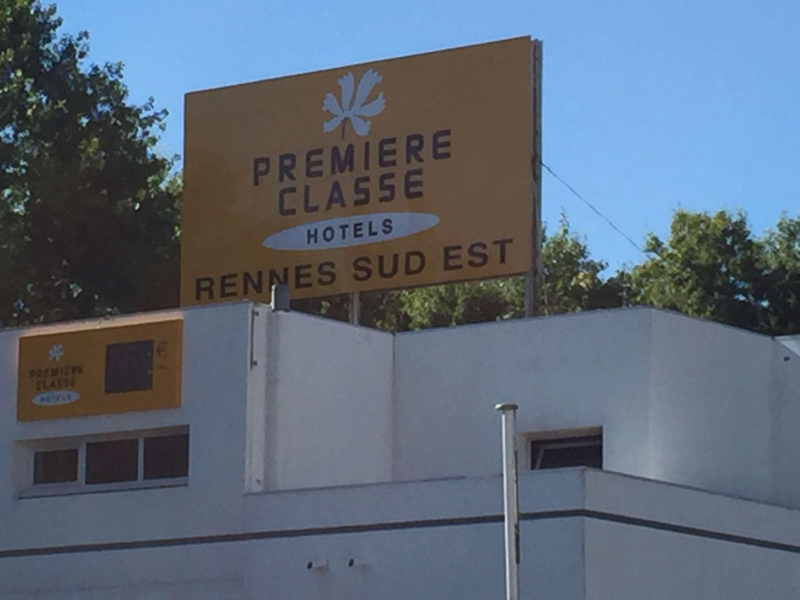 PREMIERE
CLASSE
HOTELS
RENNES SUD EST
PREMIERE
CLASSE
HOTELS
€